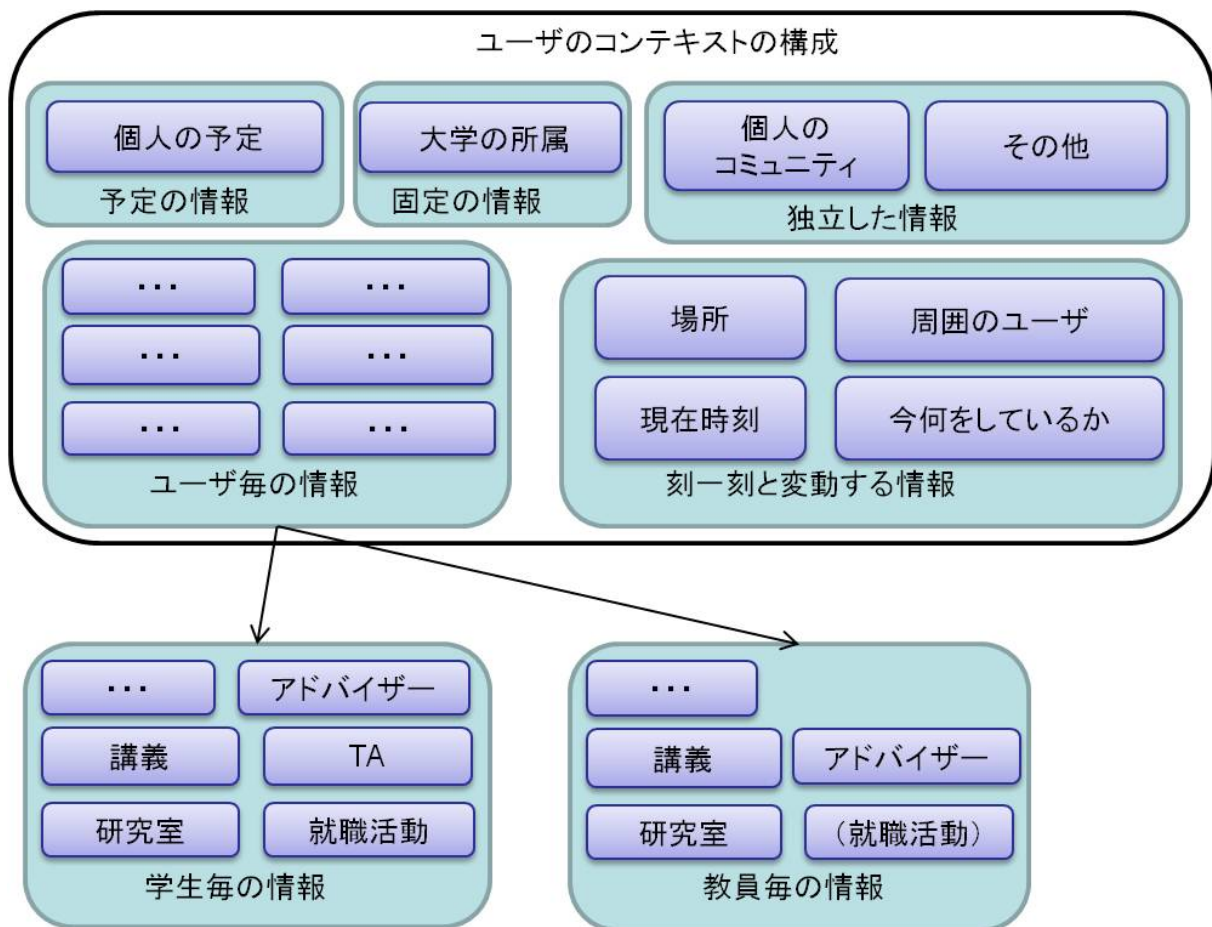 ユーザのコンテキストの構成
個人の予定
予定の情報
大学の所属
固定の情報
個人の
コミュニティ
その他
独立した情報
・・・
・・・
・・・
・・・
・・・
・・・
ユーザ毎の情報
場所
周囲のユーザ
現在時刻
今何をしているか
刻一刻と変動する情報
・・・
アドバイザー
講義
TA
研究室
就職活動
学生毎の情報
・・・
講義
アドバイザー
研究室
（就職活動）
教員毎の情報